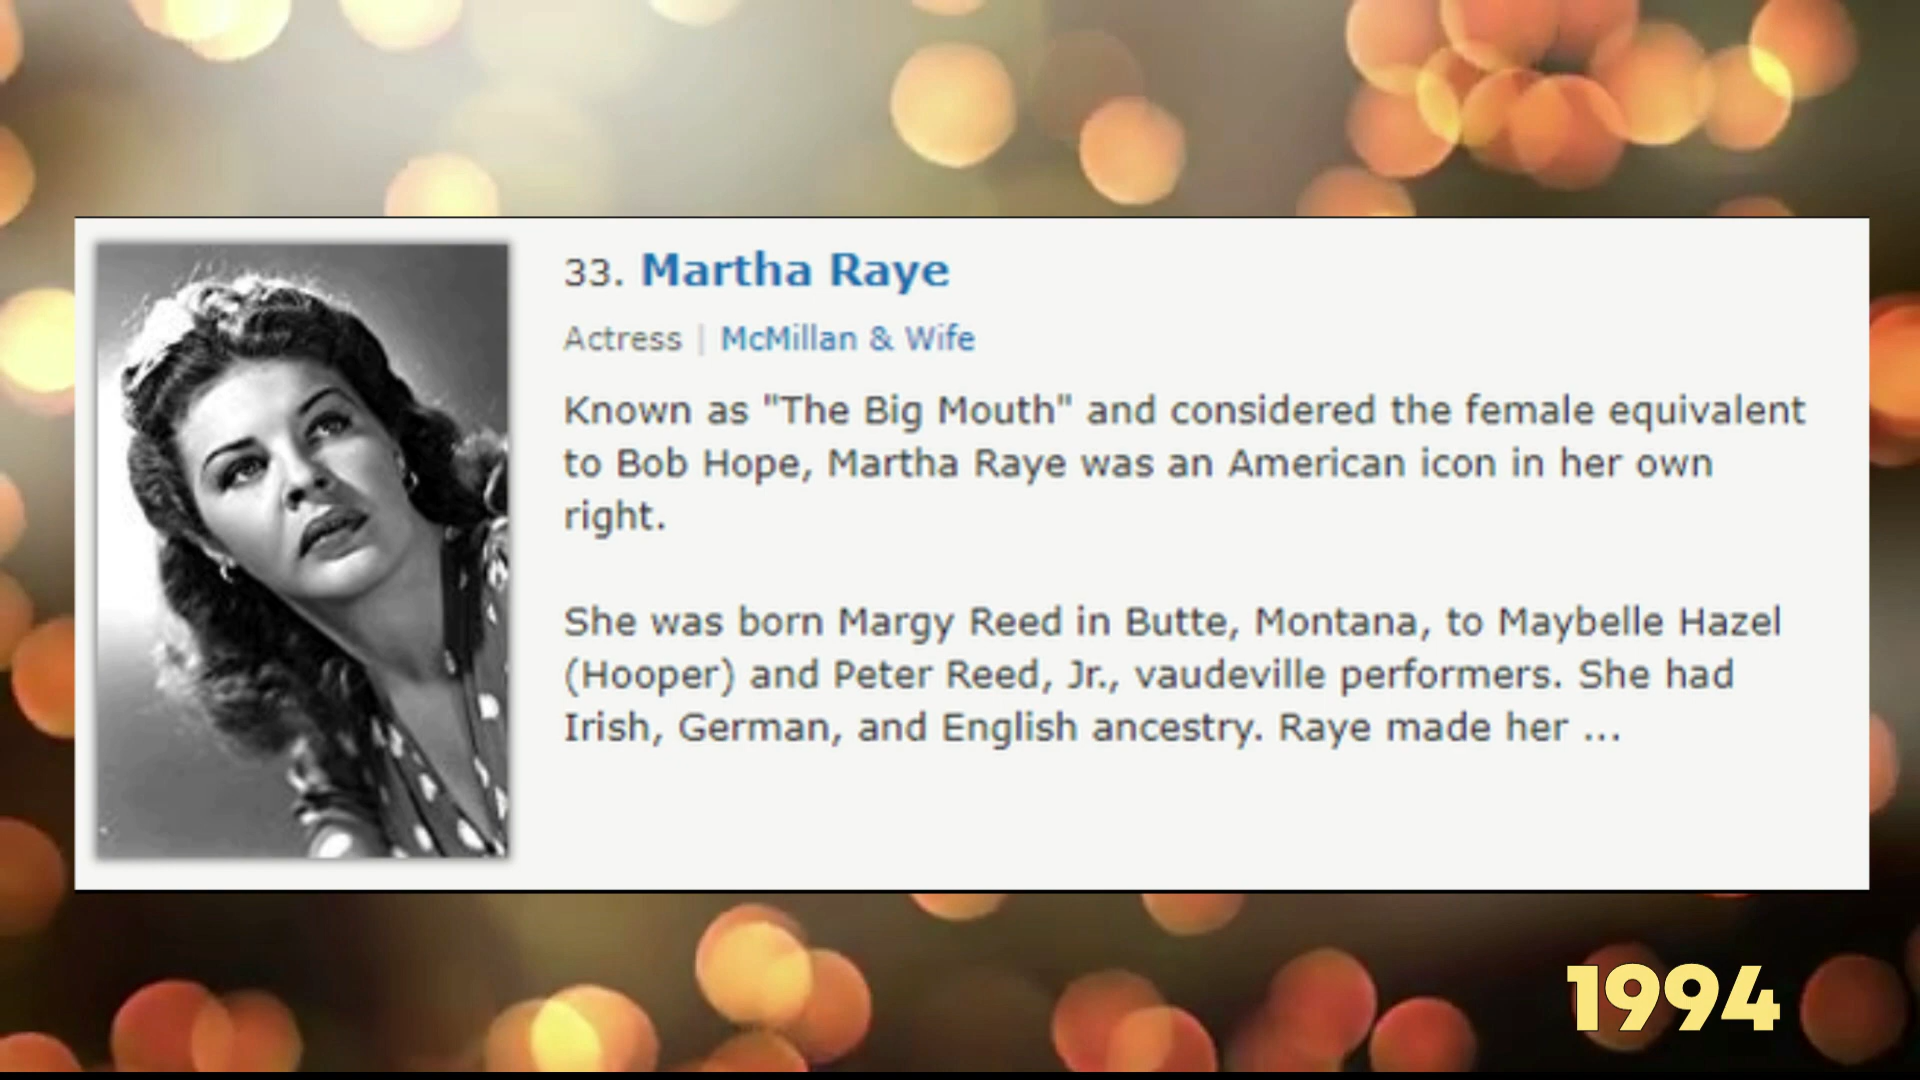 33. Martha Raye
Actress | McMillan & Wife
Known as "The Big Mouth" and considered the female equivalent
to Bob Hope, Martha Raye was an American icon in her own
right.
She was born Margy Reed in Butte, Montana, to Maybelle Hazel
(Hooper) and Peter Reed, Jr., vaudeville performers. She had
Irish, German, and English ancestry. Raye made her ...
1994